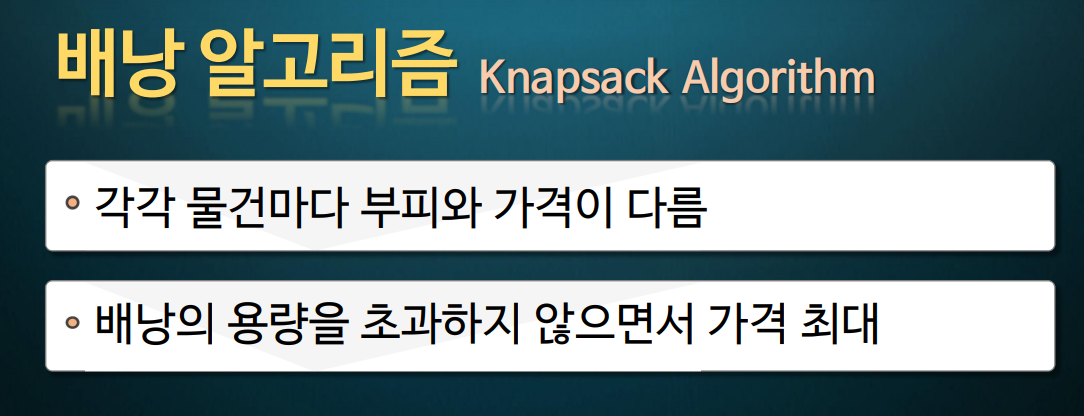 배낭 알고리즘 Knapsack Algorithm
각각 물건마다 부피와 가격이 다름
배낭의 용량을 초과하지 않으면서 가격 최대